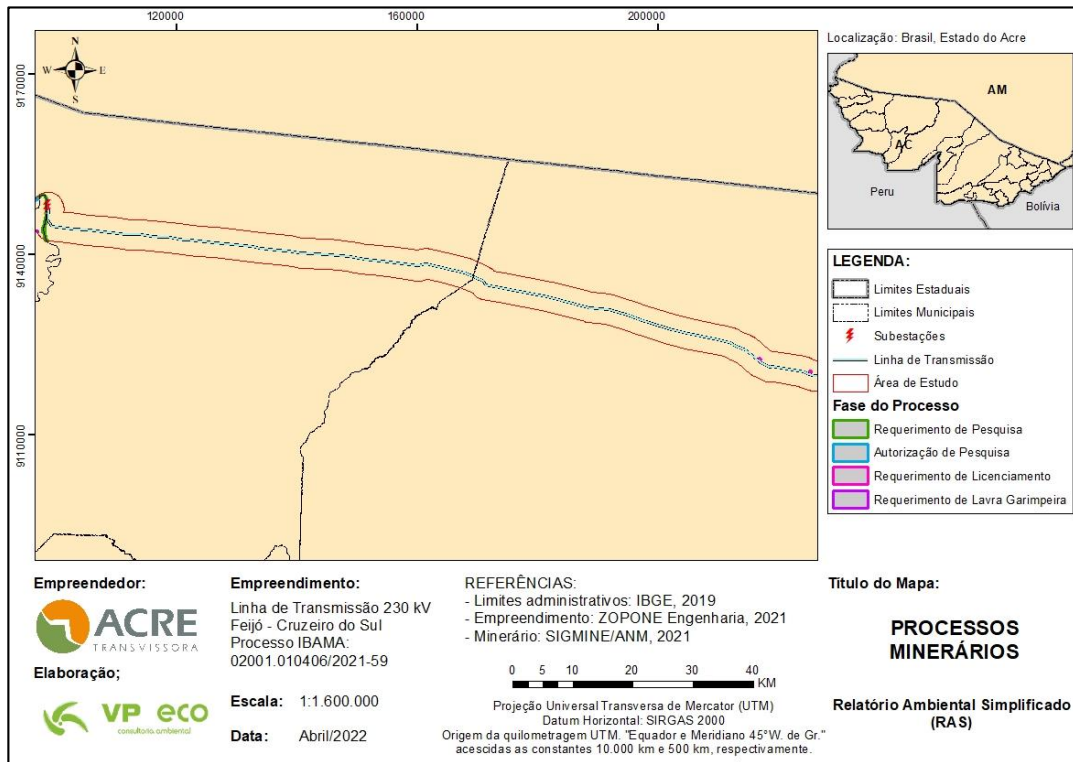 120000
160000
200000
9170000
9140000
9110000
N
W
E
S
Localização: Brasil, Estado do Acre
AM
AC
Peru
Bolívia
LEGENDA:
Limites Estaduais
Limites Municipais
Subestações
Linha de Transmissão
Área de Estudo
Fase do Processo
Requerimento de Pesquisa
Autorização de Pesquisa
Requerimento de Licenciamento
Requerimento de Lavra Garimpeira
Empreendedor:
ACRE
TRANSMISSORA
Elaboração;
VP eco
consultoria ambiental
Empreendimento:
Linha de Transmissão 230 kV
Feijó - Cruzeiro do Sul
Processo IBAMA:
02001.010406/2021-59
Escala: 1:1.600.000
Data: Abril/2022
REFERÊNCIAS:
- Limites administrativos: IBGE, 2019
- Empreendimento: ZOPONE Engenharia, 2021
- Minerário: SIGMINE/ANM, 2021
0 5 10 20 30 40
KM
Projeção Universal Transversa de Mercator (UTM)
Datum Horizontal: SIRGAS 2000
Origem da quilometragem UTM. "Equador e Meridiano 45°W. de Gr."
acescidas as constantes 10.000 km e 500 km, respectivamente.
Titulo do Mapa:
PROCESSOS
MINERÁRIOS
Relatório Ambiental Simplificado
(RAS)